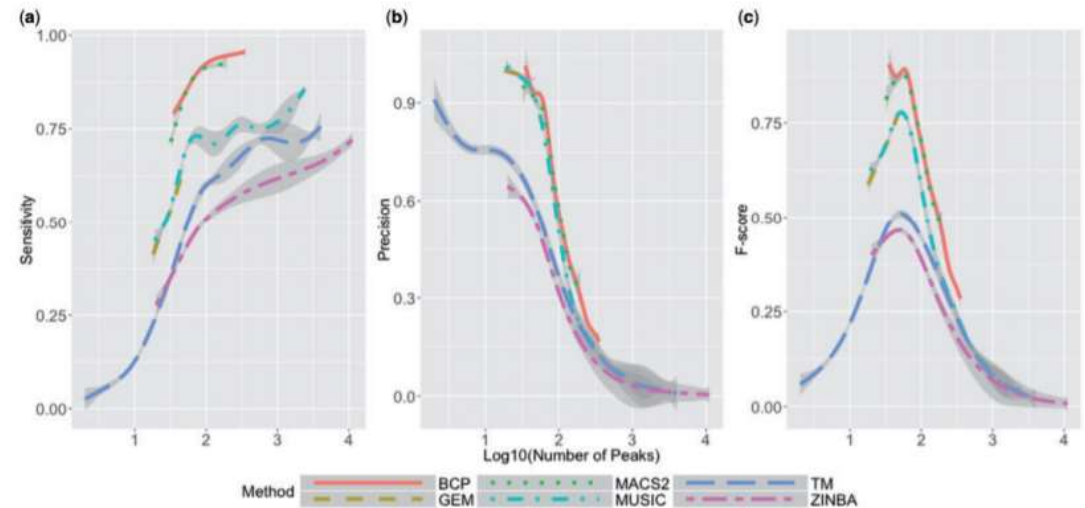 (a)
1.00
0.75
0.50
0.25
0.00
Sensitivity
1
2
3
4
(b)
0.9
0.6
0.3
0.0
Precision
1
2
3
4
Log10(Number of Peaks)
(c)
0.75
0.50
0.25
0.00
F-score
1
2
3
4
Method BCP MACS2 TM
GEM MUSIC ZINBA